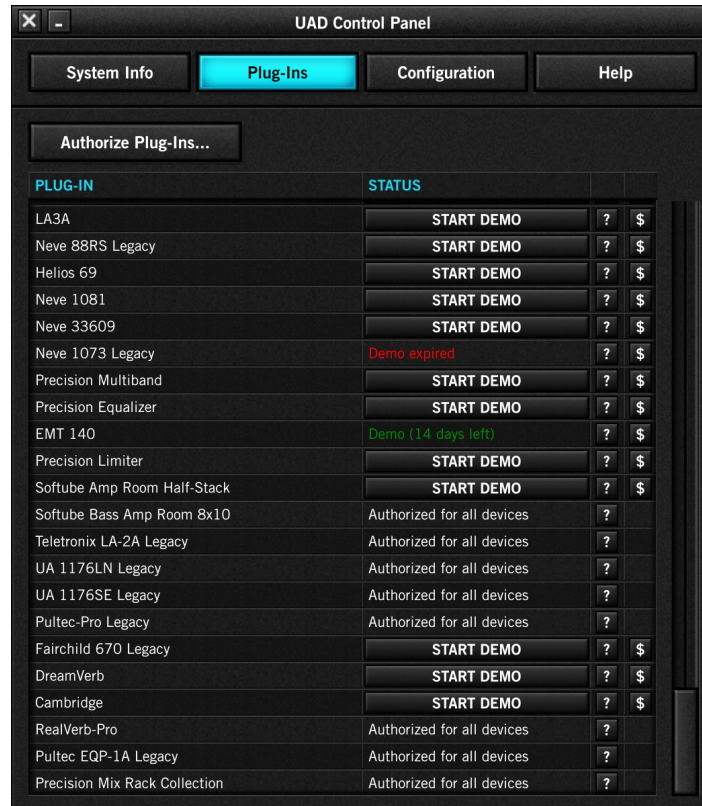 UAD Control Panel
System Info Plug-Ins Configuration Help
Authorize Plug-Ins...
PLUG-IN STATUS
LA3A START DEMO ? $
Neve 88RS Legacy START DEMO ? $
Helios 69 START DEMO ? $
Neve 1081 START DEMO ? $
Neve 33609 START DEMO ? $
Neve 1073 Legacy Demo expired ? $
Precision Multiband START DEMO ? $
Precision Equalizer START DEMO ? $
EMT 140 Demo (14 days left) ? $
Precision Limiter START DEMO ? $
Softube Amp Room Half-Stack START DEMO ? $
Softube Bass Amp Room 8x10 Authorized for all devices ?
Teletronix LA-2A Legacy Authorized for all devices ?
UA 1176LN Legacy Authorized for all devices ?
UA 1176SE Legacy Authorized for all devices ?
Pultec-Pro Legacy Authorized for all devices ?
Fairchild 670 Legacy START DEMO ? $
DreamVerb START DEMO ? $
Cambridge START DEMO ? $
RealVerb-Pro Authorized for all devices ?
Pultec EQP-1A Legacy Authorized for all devices ?
Precision Mix Rack Collection Authorized for all devices ?